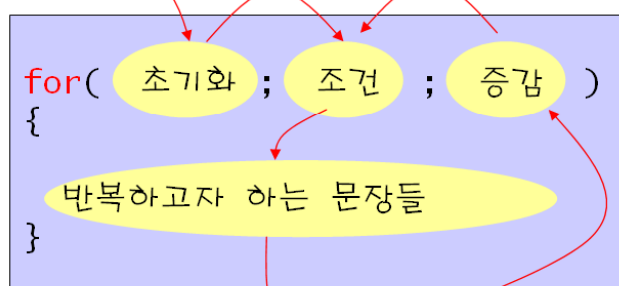 for( 초기화 ; 조건 ; 증감 )
{
반복하고자 하는 문장들
}